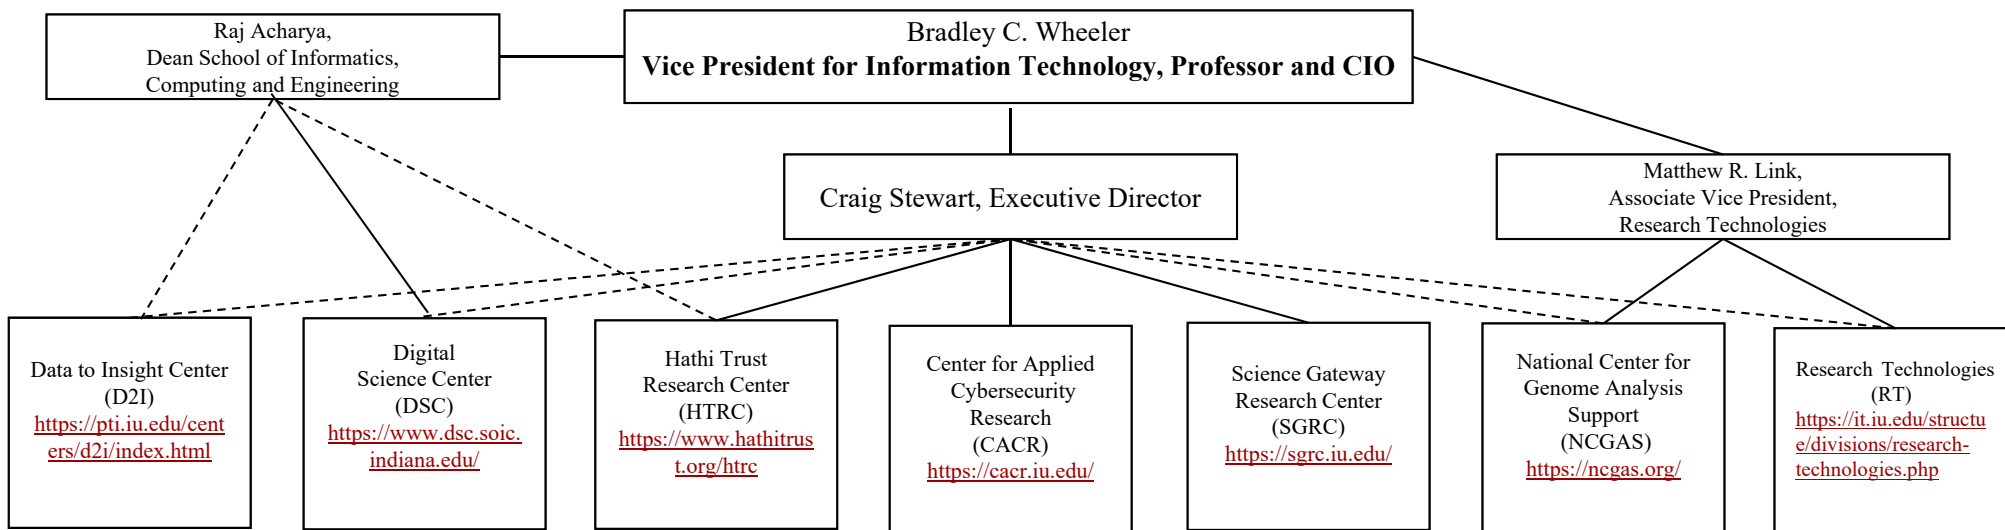 Raj Acharya,
Dean School of Informatics,
Computing and Engineering
Bradley C. Wheeler
Vice President for Information Technology, Professor and CIO
Craig Stewart, Executive Director
Matthew R. Link,
Associate Vice President,
Research Technologies
Data to Insight Center
(D2I)
https://pti.iu.edu/cent
ers/d2i/index.html
Digital
Science Center
(DSC)
https://www.dsc.soic.
indiana.edu/
Hathi Trust
Research Center
(HTRC)
https://www.hathitrus
t.org/htrc
Center for Applied
Cybersecurity
Research
(CACR)
https://cacr.iu.edu/
Science Gateway
Research Center
(SGRC)
https://sgrc.iu.edu/
National Center for
Genome Analysis
Support
(NCGAS)
https://ncgas.org/
Research Technologies
(RT)
https://it.iu.edu/structu
e/divisions/research-
technologies.php